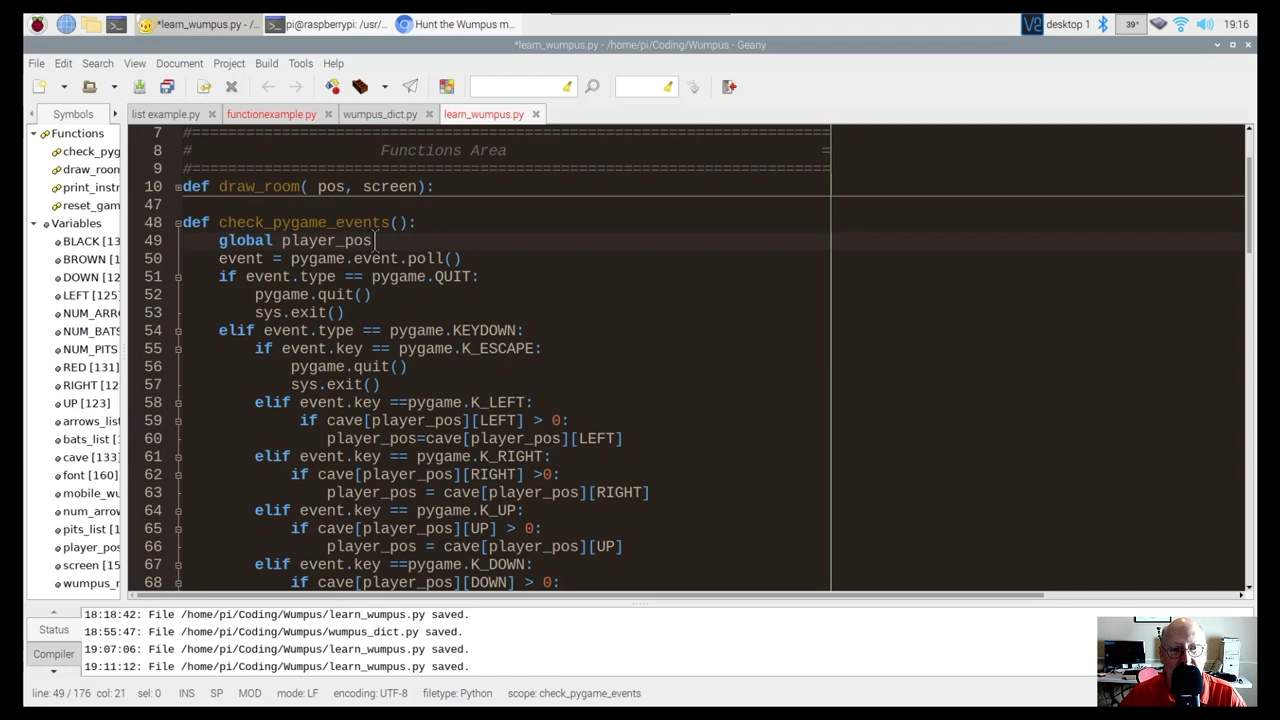 *learn_wumpus.py - /...
pi@raspberrypi: /usr/...
Hunt the Wumpus m...
desktop 1
39°
19:16
*learn_wumpus.py - /home/pi/Coding/Wumpus - Geany
File Edit Search View Document Project Build Tools Help
Symbols
list example.py
functionexample.py
wumpus_dict.py
learn_wumpus.py
Functions
check_pyg
draw_roon
print_instr
reset_gam
Variables
BLACK [13
BROWN [
DOWN [12
LEFT [125]
NUM_ARR
NUM_BATS
NUM_PITS
RED [131]
RIGHT [12
UP [123]
arrows_list
bats_list [
cave [133]
font [160]
mobile_wu
num_arrow
pits_list [1
player_pos
screen [15
wumpus_n
7 #=======================================================================
8 # Functions Area =
9 #=======================================================================
10 def draw_room( pos, screen):
47
48 def check_pygame_events():
49 global player_pos
50 event = pygame.event.poll()
51 if event.type == pygame.QUIT:
52 pygame.quit()
53 sys.exit()
54 elif event.type == pygame.KEYDOWN:
55 if event.key == pygame.K_ESCAPE:
56 pygame.quit()
57 sys.exit()
58 elif event.key ==pygame.K_LEFT:
59 if cave[player_pos][LEFT] > 0:
60 player_pos=cave[player_pos][LEFT]
61 elif event.key == pygame.K_RIGHT:
62 if cave[player_pos][RIGHT] >0:
63 player_pos = cave[player_pos][RIGHT]
64 elif event.key == pygame.K_UP:
65 if cave[player_pos][UP] > 0:
66 player_pos = cave[player_pos][UP]
67 elif event.key ==pygame.K_DOWN:
68 if cave[player_pos][DOWN] > 0:
Status
Compiler
18:18:42: File /home/pi/Coding/Wumpus/learn_wumpus.py saved.
18:55:47: File /home/pi/Coding/Wumpus/wumpus_dict.py saved.
19:07:06: File /home/pi/Coding/Wumpus/learn_wumpus.py saved.
19:11:12: File /home/pi/Coding/Wumpus/learn_wumpus.py saved.
line: 49 / 176 col: 21 sel: 0 INS SP MOD mode: LF encoding: UTF-8 filetype: Python scope: check_pygame_events